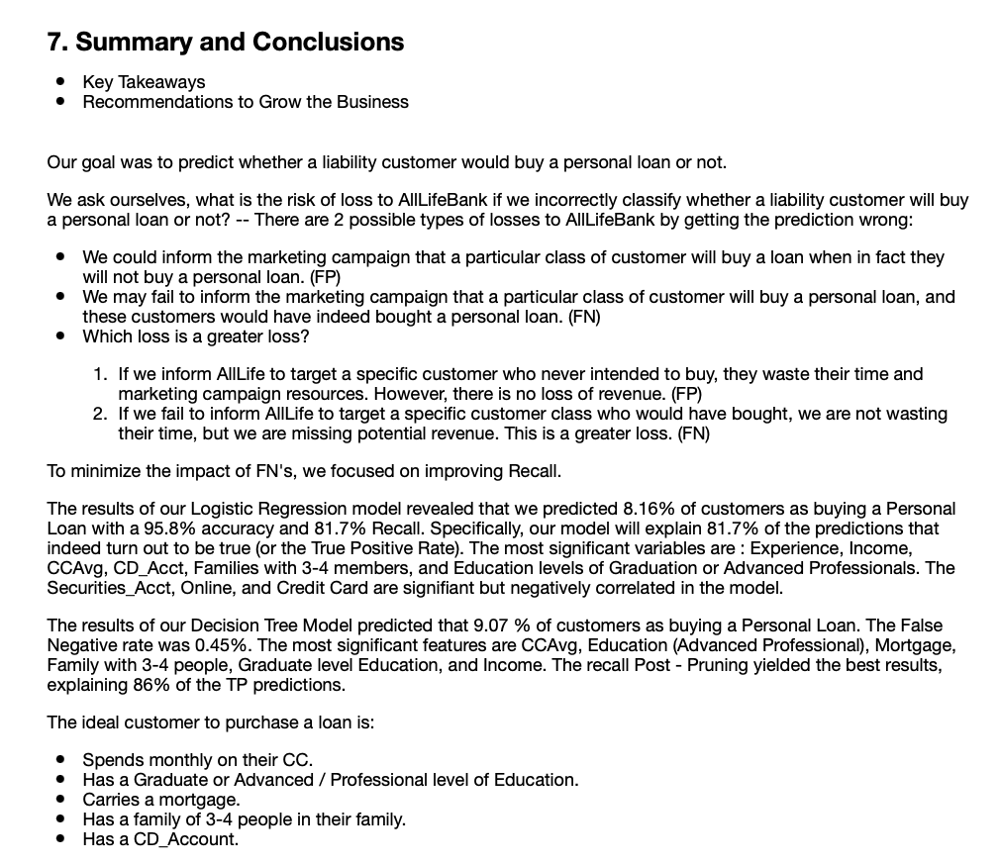 7. Summary and Conclusions
• Key Takeaways
• Recommendations to Grow the Business
Our goal was to predict whether a liability customer would buy a personal loan or not.
We ask ourselves, what is the risk of loss to AllLifeBank if we incorrectly classify whether a liability customer will buy
a personal loan or not? -- There are 2 possible types of losses to AllLifeBank by getting the prediction wrong:
• We could inform the marketing campaign that a particular class of customer will buy a loan when in fact they
will not buy a personal loan. (FP)
• We may fail to inform the marketing campaign that a particular class of customer will buy a personal loan, and
these customers would have indeed bought a personal loan. (FN)
• Which loss is a greater loss?
1. If we inform AllLife to target a specific customer who never intended to buy, they waste their time and
marketing campaign resources. However, there is no loss of revenue. (FP)
2. If we fail to inform AllLife to target a specific customer class who would have bought, we are not wasting
their time, but we are missing potential revenue. This is a greater loss. (FN)
To minimize the impact of FN's, we focused on improving Recall.
The results of our Logistic Regression model revealed that we predicted 8.16% of customers as buying a Personal
Loan with a 95.8% accuracy and 81.7% Recall. Specifically, our model will explain 81.7% of the predictions that
indeed turn out to be true (or the True Positive Rate). The most significant variables are : Experience, Income,
CCAvg, CD_Acct, Families with 3-4 members, and Education levels of Graduation or Advanced Professionals. The
Securities_Acct, Online, and Credit Card are signifiant but negatively correlated in the model.
The results of our Decision Tree Model predicted that 9.07 % of customers as buying a Personal Loan. The False
Negative rate was 0.45%. The most significant features are CCAvg, Education (Advanced Professional), Mortgage,
Family with 3-4 people, Graduate level Education, and Income. The recall Post - Pruning yielded the best results,
explaining 86% of the TP predictions.
The ideal customer to purchase a loan is:
• Spends monthly on their CC.
• Has a Graduate or Advanced / Professional level of Education.
• Carries a mortgage.
• Has a family of 3-4 people in their family.
• Has a CD_Account.